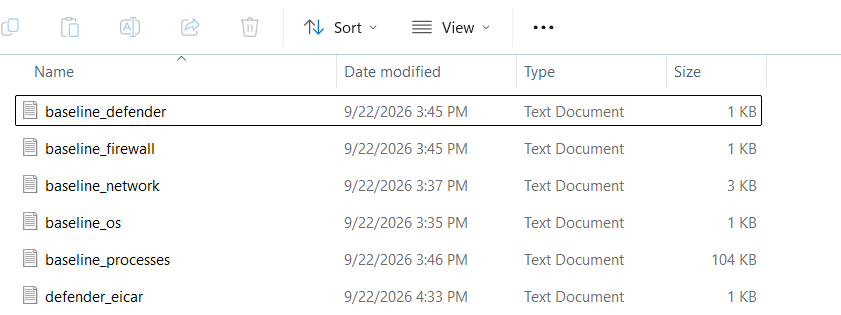 Sort View ...
Name Date modified Type Size
baseline_defender 9/22/2026 3:45 PM Text Document 1 KB
baseline_firewall 9/22/2026 3:45 PM Text Document 1 KB
baseline_network 9/22/2026 3:37 PM Text Document 3 KB
baseline_os 9/22/2026 3:35 PM Text Document 1 KB
baseline_processes 9/22/2026 3:46 PM Text Document 104 KB
defender_eicar 9/22/2026 4:33 PM Text Document 1 KB